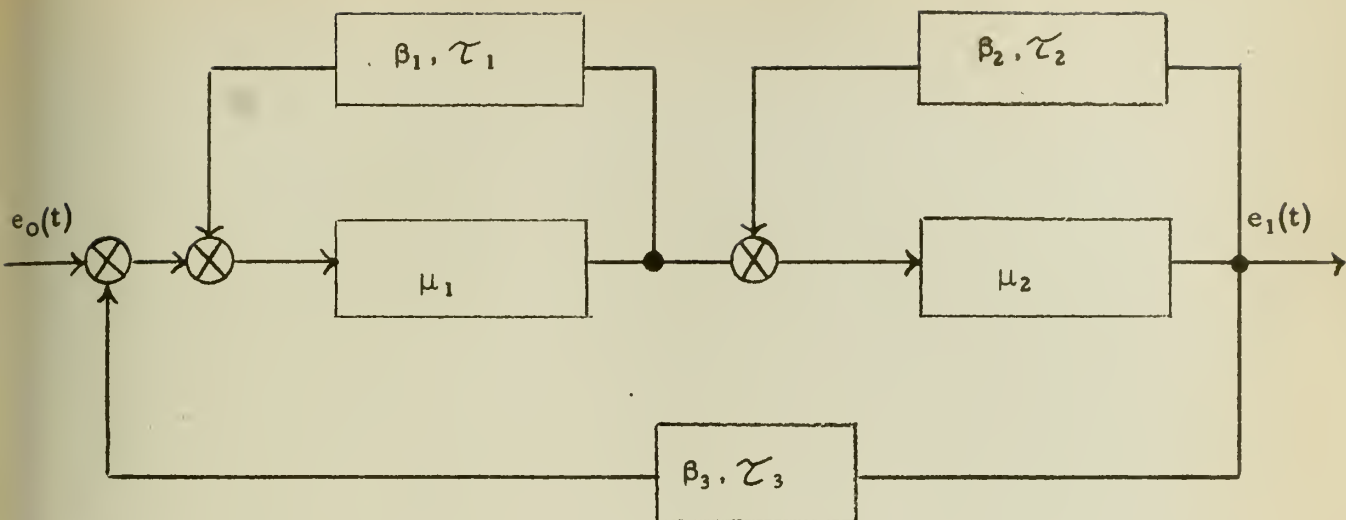 β₁, τ₁
β₂, τ₂
e₀(t)
μ₁
μ₂
e₁(t)
β₃, τ₃